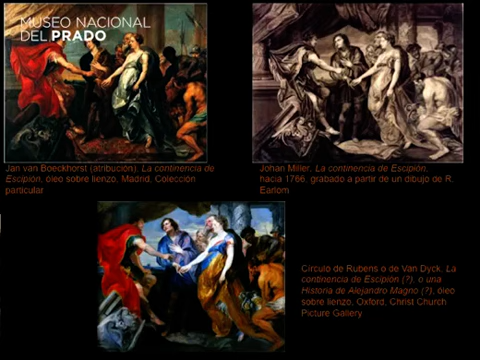 MUSEO NACIONAL
DEL PRADO
Jan van Boeckhorst (atribución). La continencia de
Escipión, óleo sobre lienzo, Madrid, Colección
particular
Johan Miller, La continencia de Escipión,
hacia 1766, grabado a partir de un dibujo de R.
Earlom
Círculo de Rubens o de Van Dyck. La
continencia de Escipión (?), o una
Historia de Alejandro Magno (?), óleo
sobre lienzo, Oxford, Christ Church
Picture Gallery